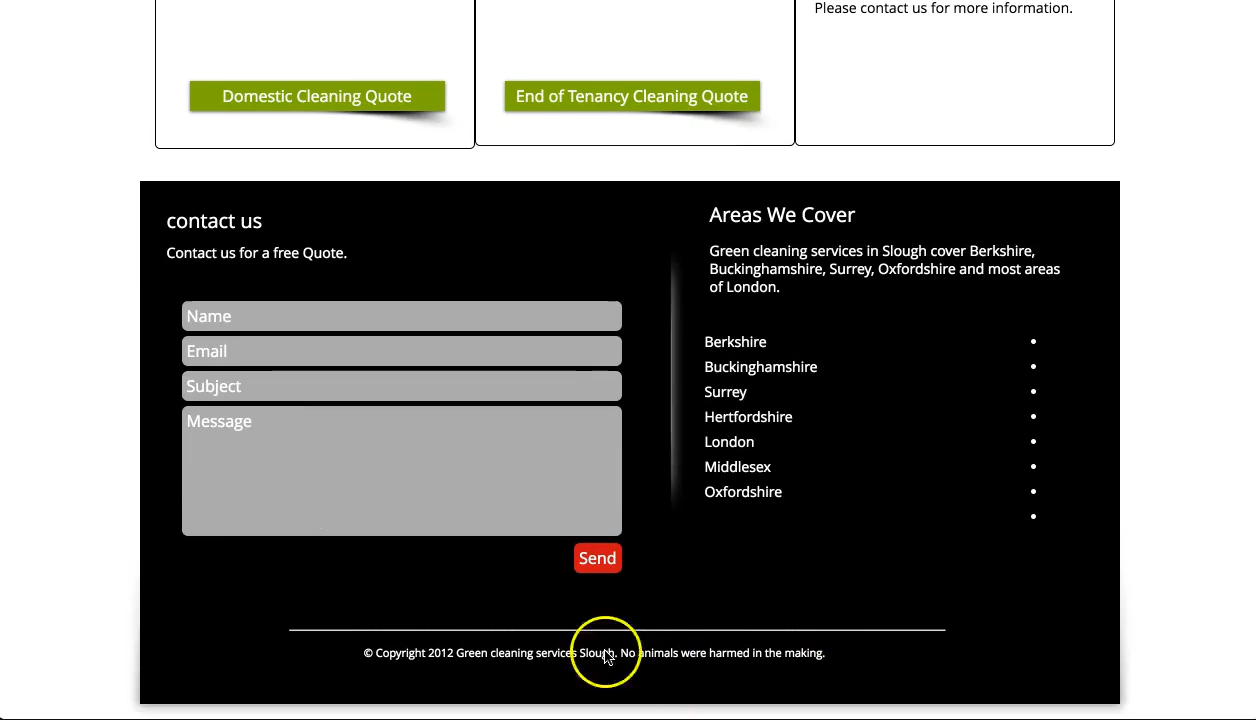 Please contact us for more information.
Domestic Cleaning Quote
End of Tenancy Cleaning Quote
contact us
Contact us for a free Quote.
Name
Email
Subject
Message
Send
Areas We Cover
Green cleaning services in Slough cover Berkshire,
Buckinghamshire, Surrey, Oxfordshire and most areas
of London.
Berkshire
Buckinghamshire
Surrey
Hertfordshire
London
Middlesex
Oxfordshire
© Copyright 2012 Green cleaning services Slough. No animals were harmed in the making.